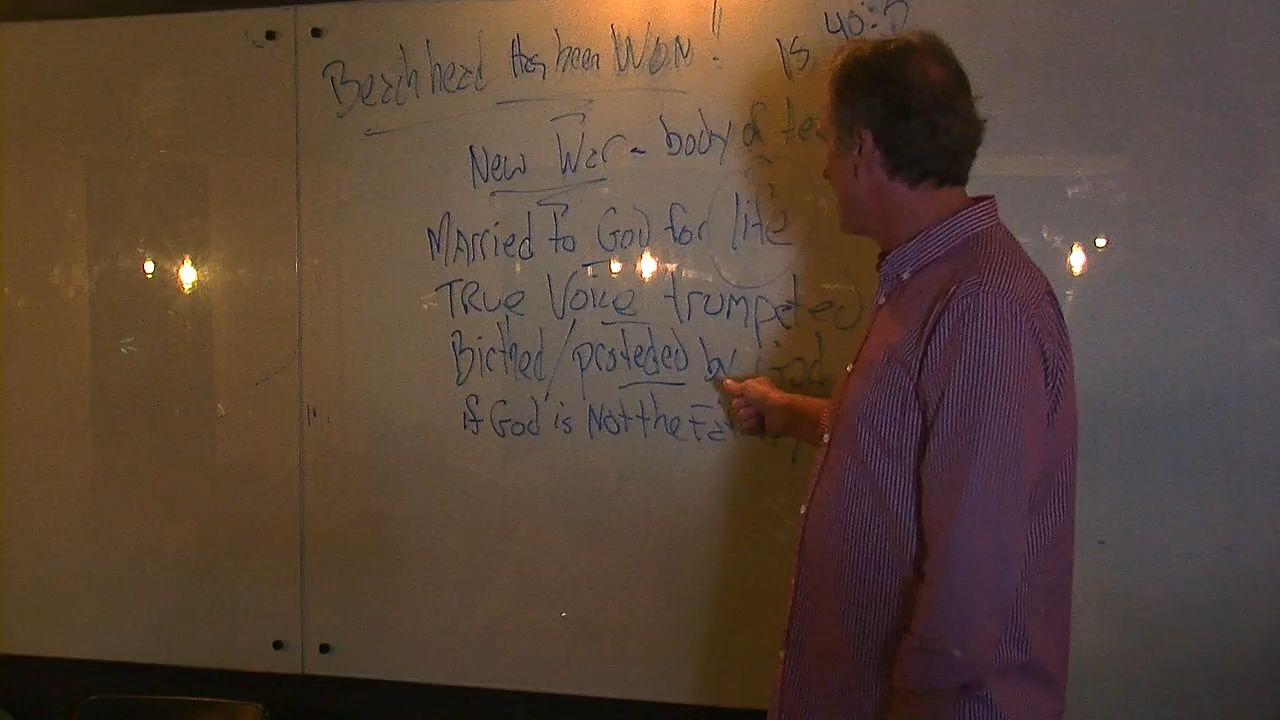 Beachhead Has been WON!! Is 40:
New War - body of
MArried to God for life
TRue Voice trumpeted
Birthed/protected by God
if God is Not the